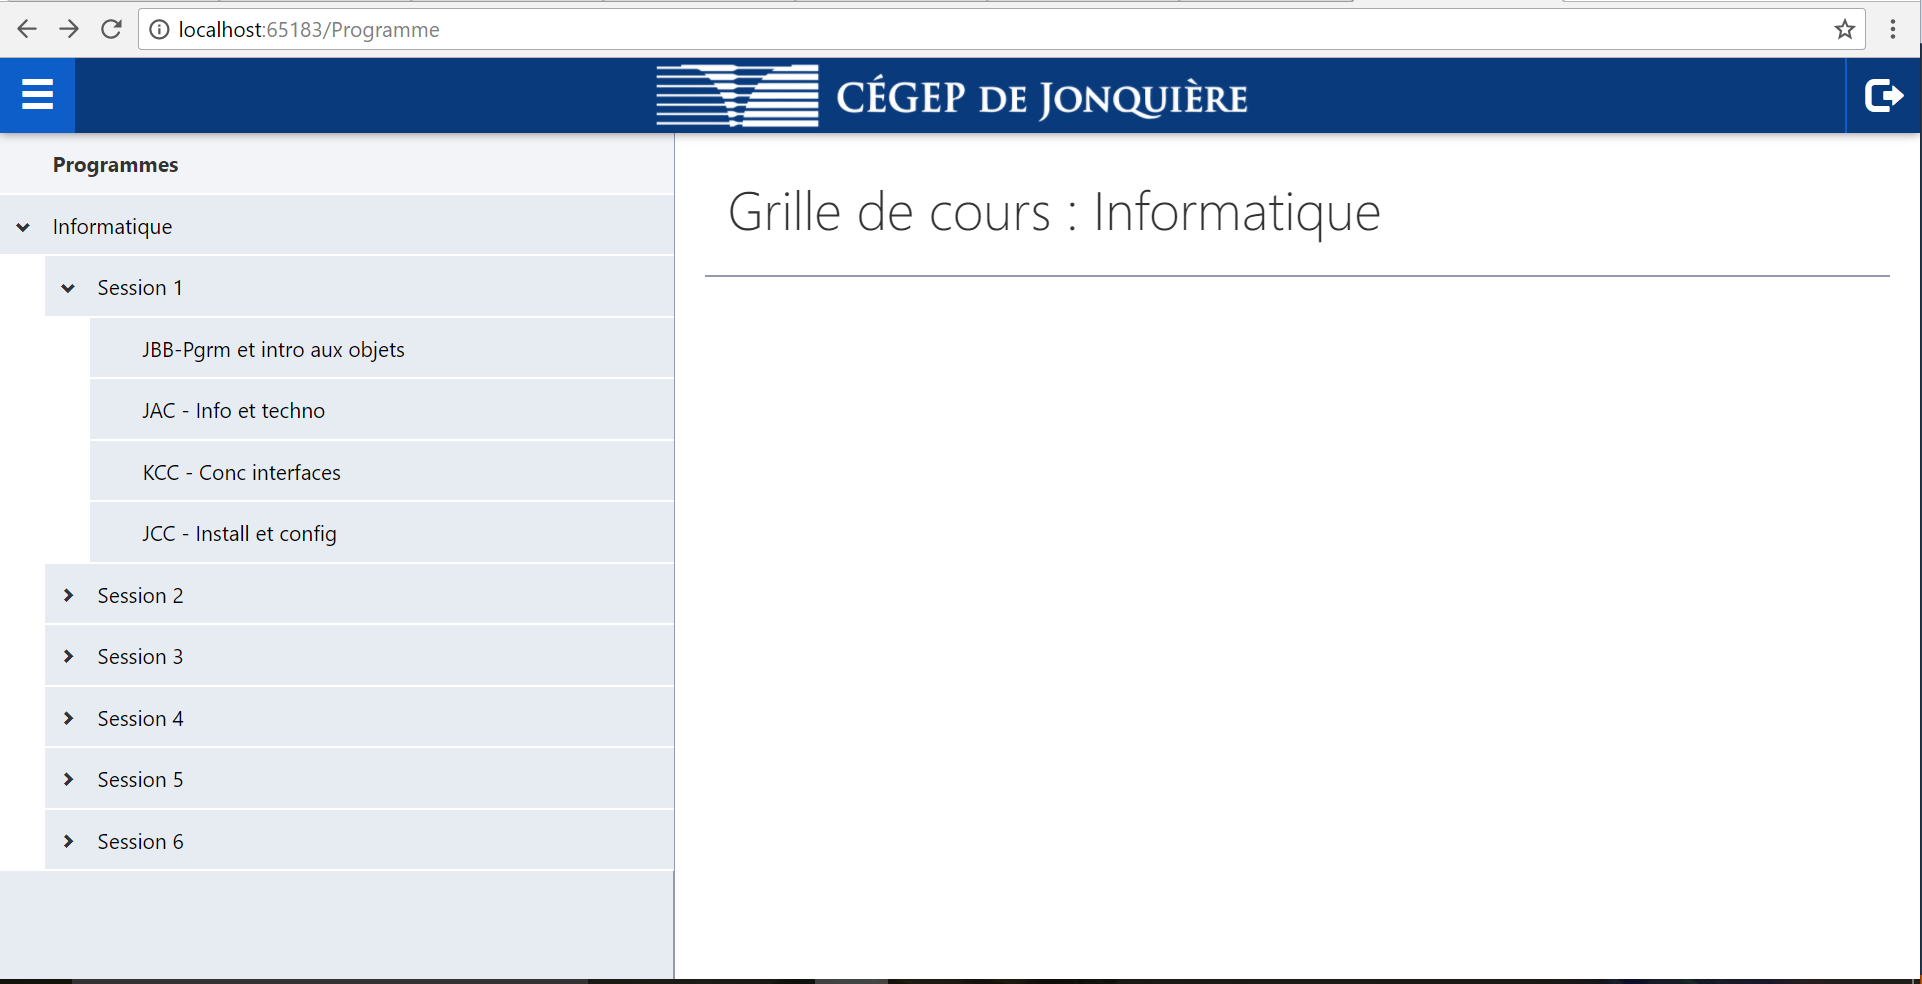 localhost:65183/Programme
CÉGEP DE JONQUIÈRE
Programmes
Informatique
Session 1
JBB-Pgrm et intro aux objets
JAC - Info et techno
KCC - Conc interfaces
JCC - Install et config
Session 2
Session 3
Session 4
Session 5
Session 6
Grille de cours : Informatique